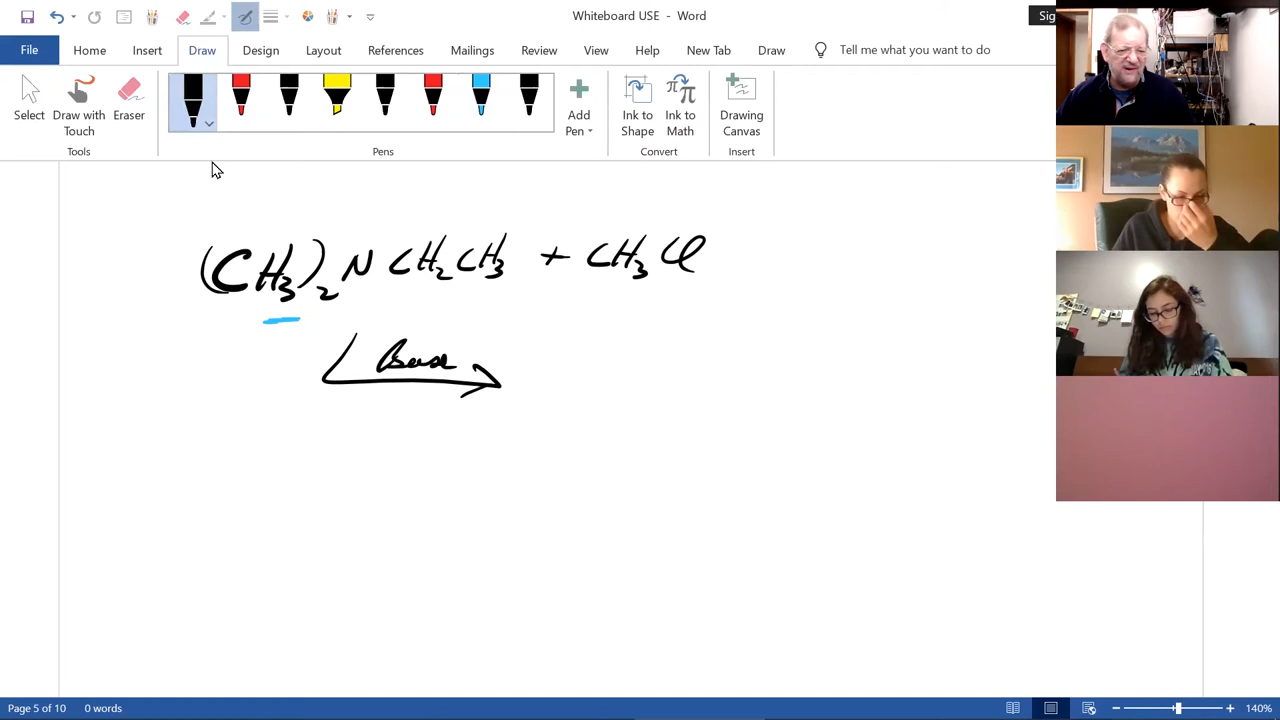 Whiteboard USE - Word
Sig
File Home Insert Draw Design Layout References Mailings Review View Help New Tab Draw Tell me what you want to do
Select Draw with Touch Eraser Add Pen Ink to Shape Ink to Math Drawing Canvas
Tools Pens Convert Insert
(CH₃)₂NCH₂CH₃ + CH₃Cl
Base
Page 5 of 10 0 words 140%